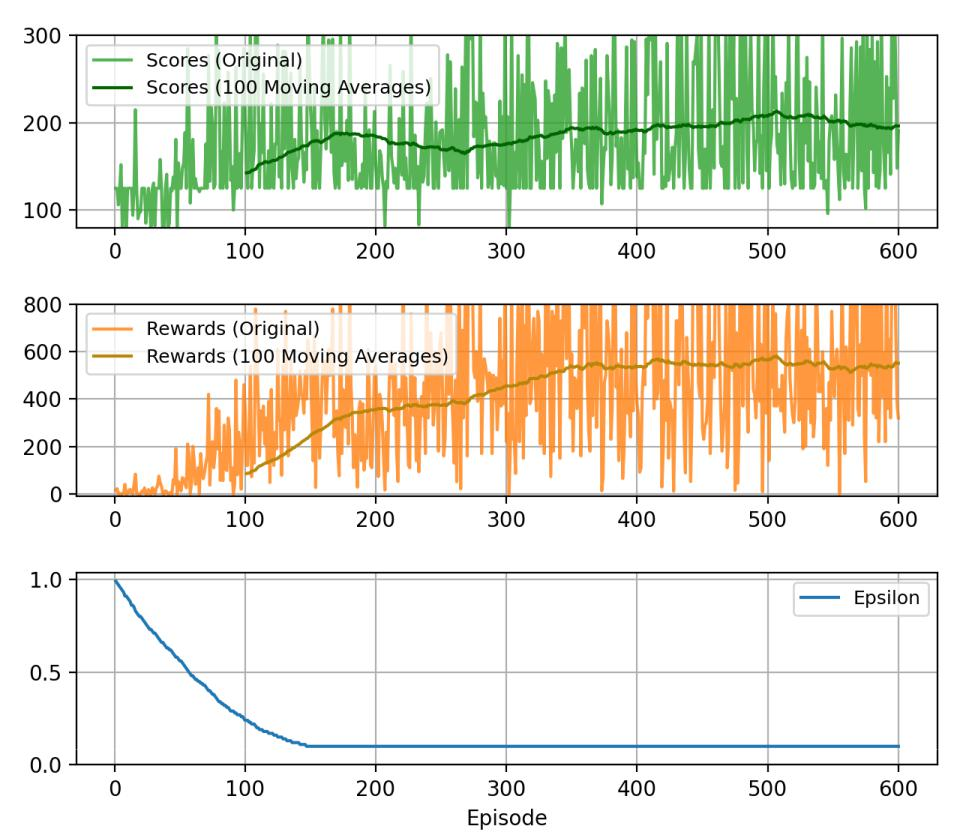 300
200
100
Scores (Original)
Scores (100 Moving Averages)
0 100 200 300 400 500 600
800
600
400
200
0
Rewards (Original)
Rewards (100 Moving Averages)
0 100 200 300 400 500 600
1.0
0.5
0.0
Epsilon
0 100 200 300 400 500 600
Episode